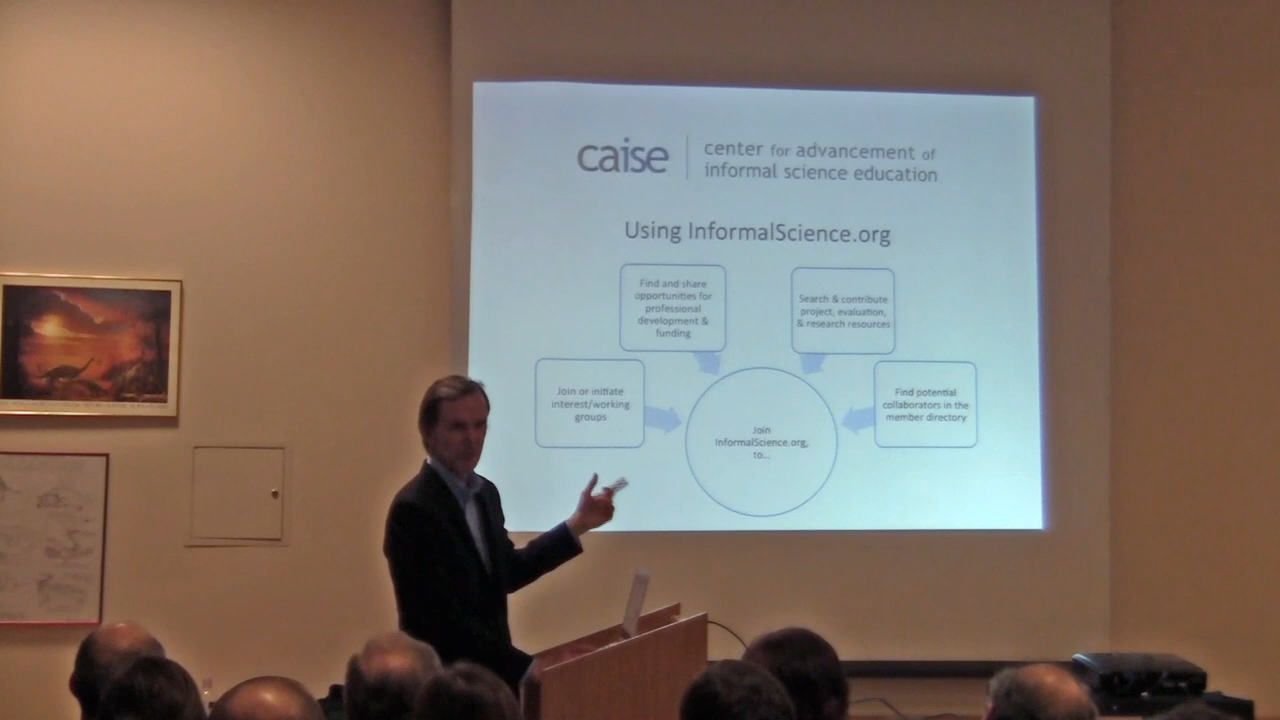 caise
center for advancement of
informal science education
Using InformalScience.org
Find and share
opportunities for
professional
development &
funding
Search & contribute
project, evaluation,
& research resources
Join or initiate
interest/working
groups
Find potential
collaborators in the
member directory
Join
InformalScience.org,
to...